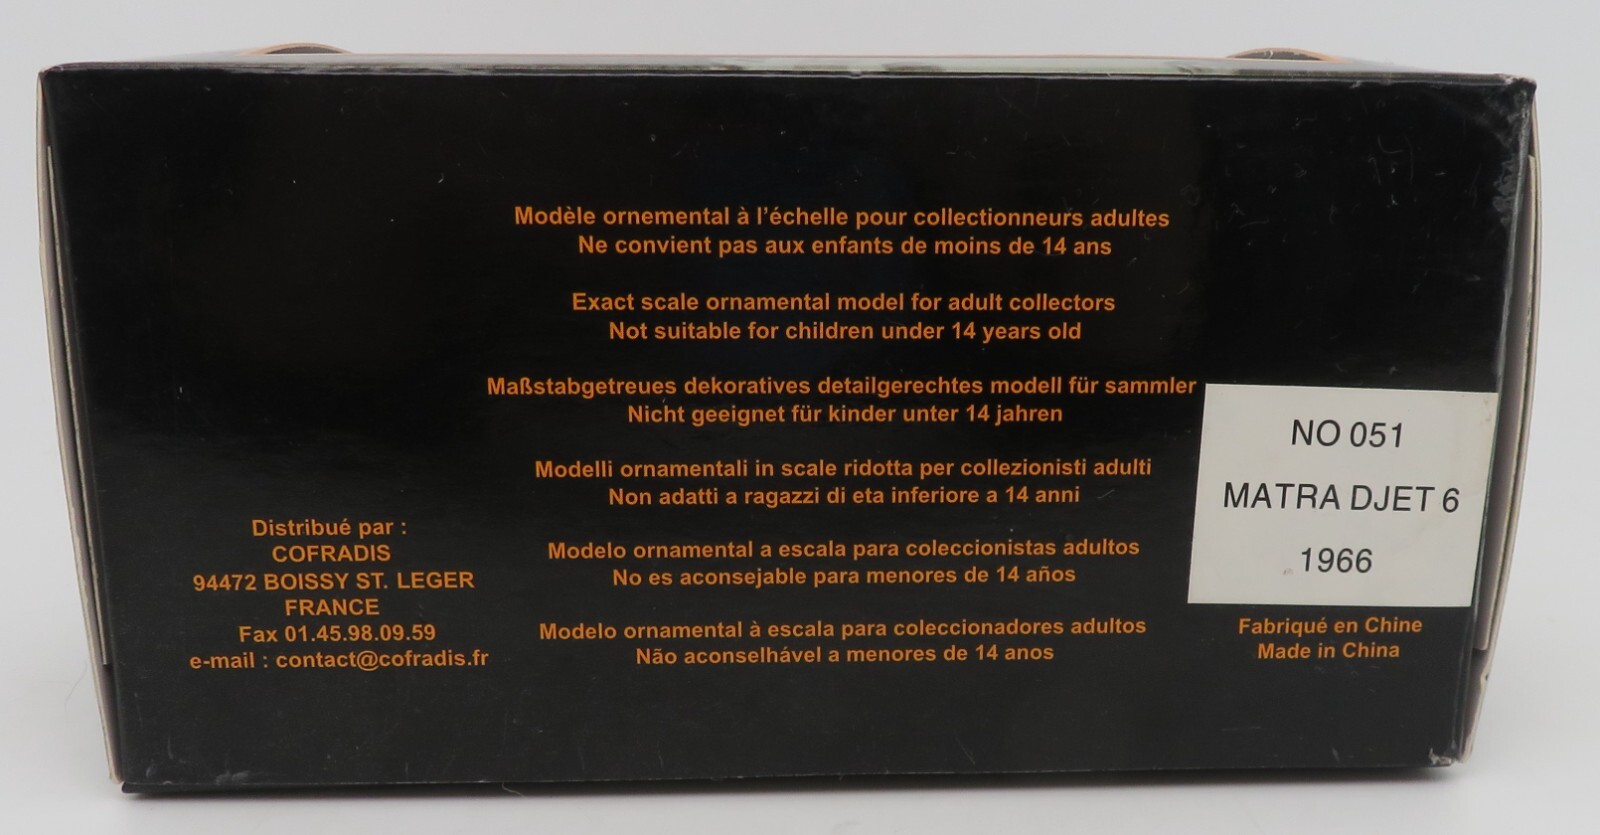 Modèle ornemental à l'échelle pour collectionneurs adultes
Ne convient pas aux enfants de moins de 14 ans
Exact scale ornamental model for adult collectors
Not suitable for children under 14 years old
Maßstabgetreues dekoratives detailgerechtes modell für sammler
Nicht geeignet für kinder unter 14 jahren
Modelli ornamentali in scale ridotta per collezionisti adulti
Non adatti a ragazzi di eta inferiore a 14 anni
Modelo ornamental a escala para coleccionistas adultos
No es aconsejable para menores de 14 años
Modelo ornamental à escala para coleccionadores adultos
Não aconselhável a menores de 14 anos
Distribué par :
COFRADIS
94472 BOISSY ST. LEGER
FRANCE
Fax 01.45.98.09.59
e-mail : contact@cofradis.fr
NO 051
MATRA DJET 6
1966
Fabriqué en Chine
Made in China